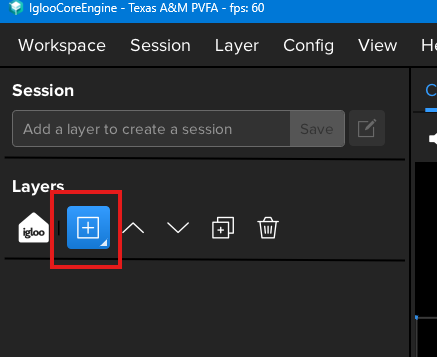 IglooCoreEngine - Texas A&M PVFA - fps: 60
Workspace Session Layer Config View
Session
Add a layer to create a session Save
Layers
igloo